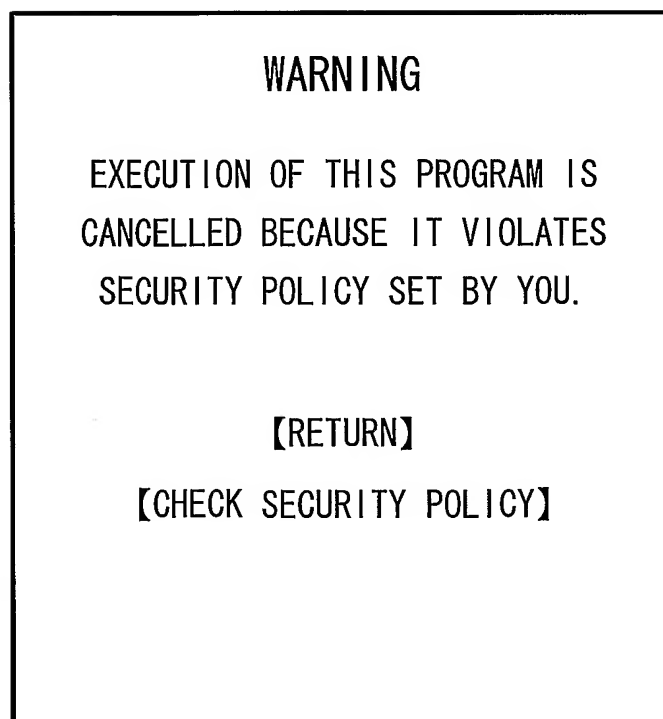 WARNING
EXECUTION OF THIS PROGRAM IS
CANCELLED BECAUSE IT VIOLATES
SECURITY POLICY SET BY YOU.
【RETURN】
【CHECK SECURITY POLICY】